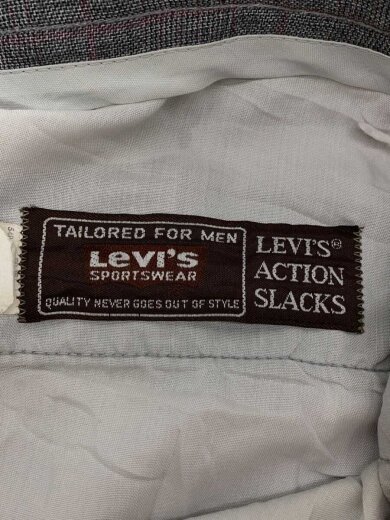 TAILORED FOR MEN
LEVI'S
SPORTSWEAR
QUALITY NEVER GOES OUT OF STYLE
LEVI'S®
ACTION
SLACKS